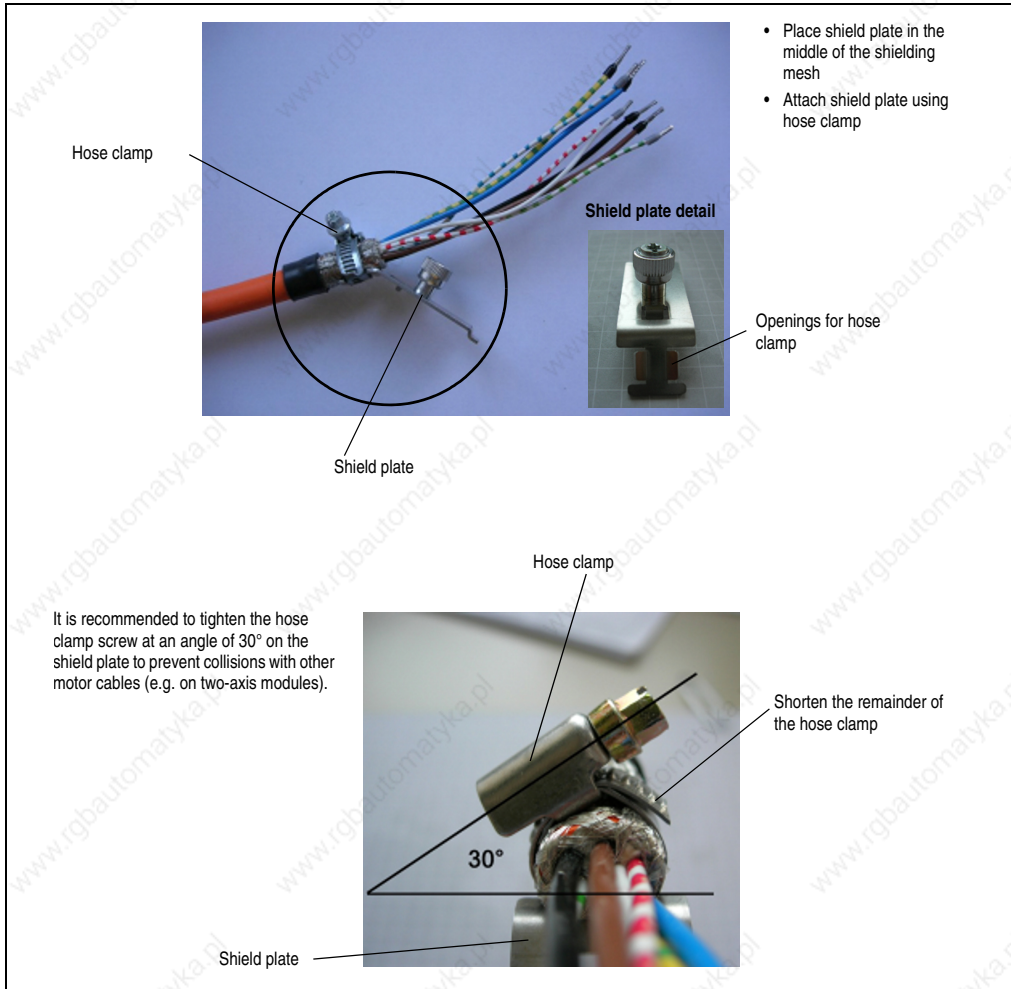 • Place shield plate in the
middle of the shielding
mesh
• Attach shield plate using
hose clamp
Hose clamp
Shield plate detail
Openings for hose
clamp
Shield plate
Hose clamp
It is recommended to tighten the hose
clamp screw at an angle of 30° on the
shield plate to prevent collisions with other
motor cables (e.g. on two-axis modules).
Shorten the remainder of
the hose clamp
30°
Shield plate
www.rgbautomatyka.pl